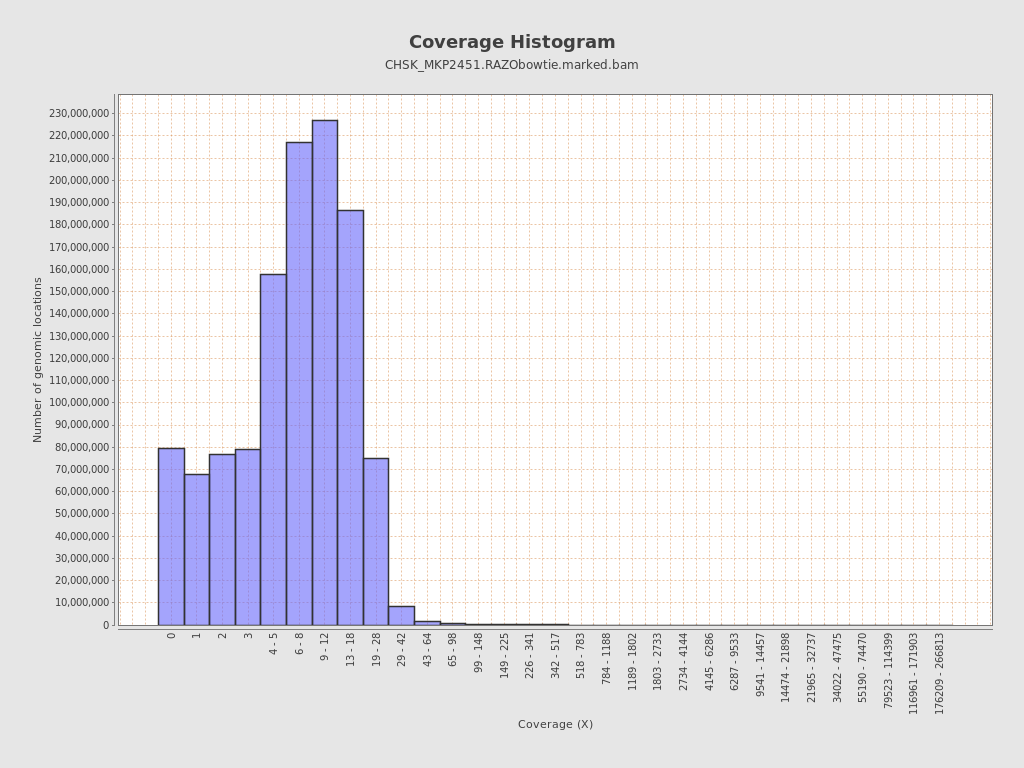 Coverage Histogram
CHSK_MKP2451.RAZObowtie.marked.bam
Number of genomic locations
230,000,000
220,000,000
210,000,000
200,000,000
190,000,000
180,000,000
170,000,000
160,000,000
150,000,000
140,000,000
130,000,000
120,000,000
110,000,000
100,000,000
90,000,000
80,000,000
70,000,000
60,000,000
50,000,000
40,000,000
30,000,000
20,000,000
10,000,000
0
0
1
2
3
4 - 5
6 - 8
9 - 12
13 - 18
19 - 28
29 - 42
43 - 64
65 - 98
99 - 148
149 - 225
226 - 341
342 - 517
518 - 783
784 - 1188
1189 - 1802
1803 - 2733
2734 - 4144
4145 - 6286
6287 - 9533
9541 - 14457
14474 - 21898
21965 - 32737
34022 - 47475
55190 - 74470
79523 - 114399
116961 - 171903
176209 - 266813
Coverage (X)